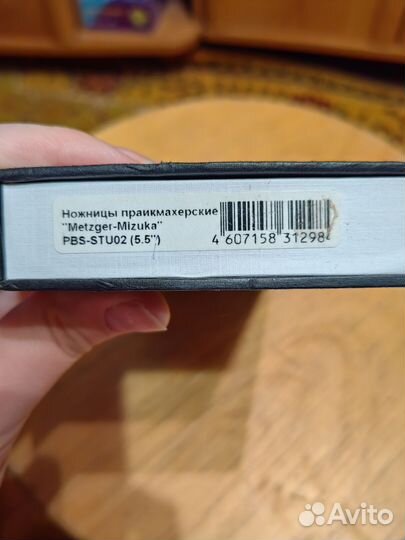 Ножницы праикмахерские
"Metzger-Mizuka"
PBS-STU02 (5.5")
4 607158 31298
Avito